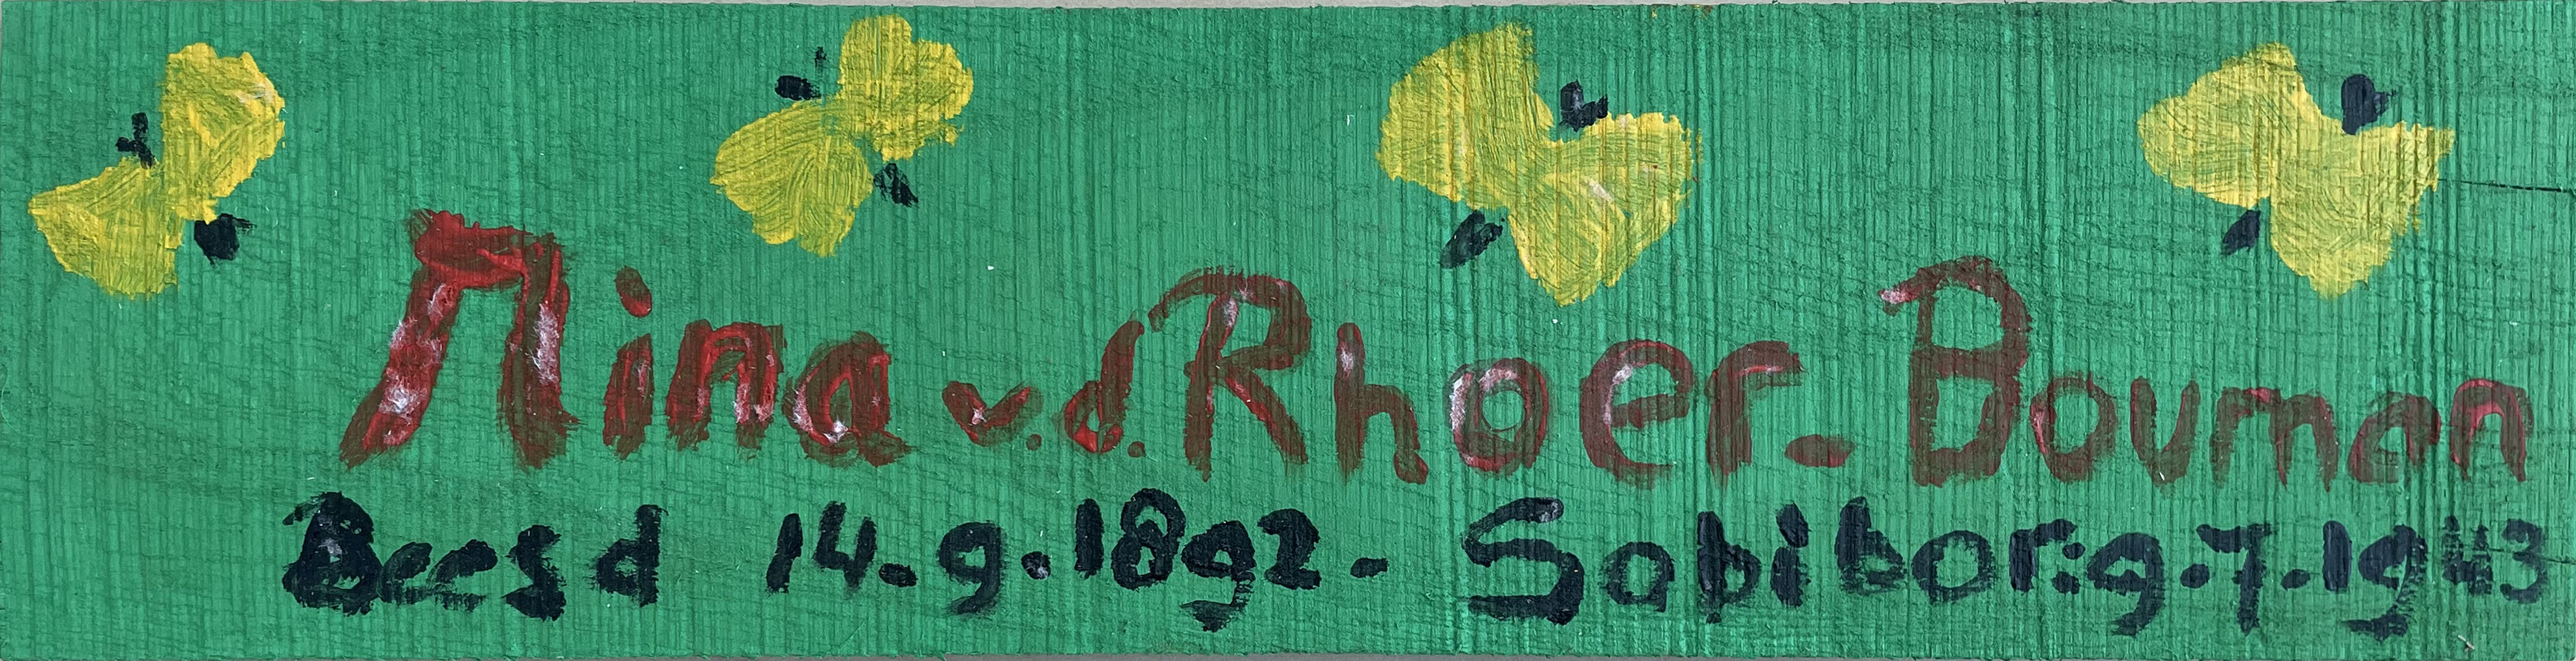 Nina v.d. Rhoer-Bouman
Beesd 14-9-1892- Sobibor:9-7-1943